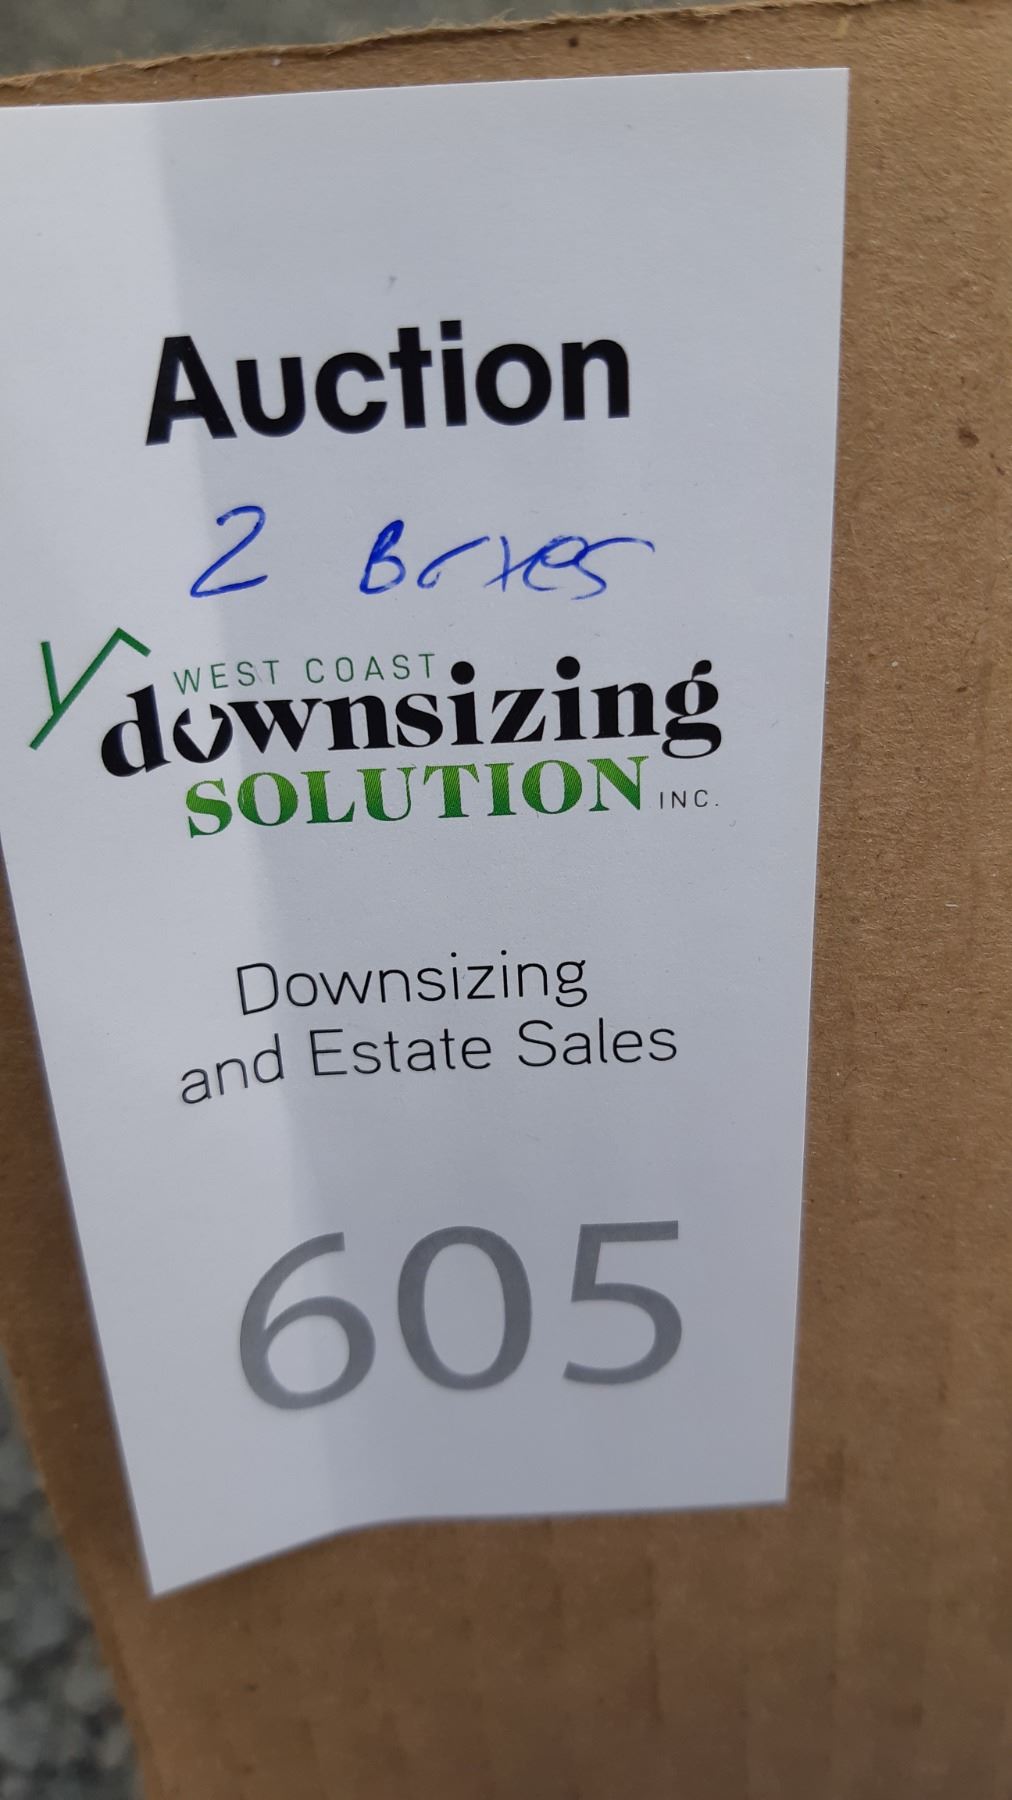 Auction
2 Boxes
WEST COAST
downsizing
SOLUTION INC.
Downsizing
and Estate Sales
605